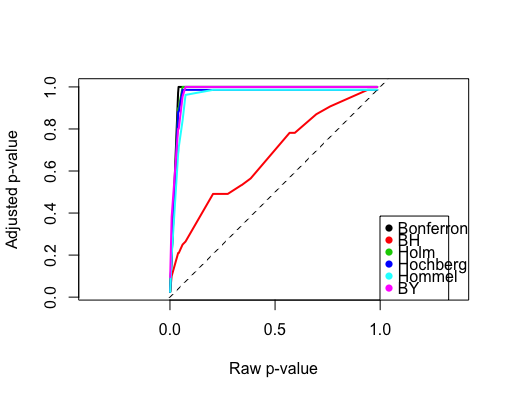 1.0
0.8
0.6
0.4
0.2
0.0
Adjusted p-value
0.0 0.5 1.0
Raw p-value
Bonferron
BH
Holm
Hochberg
Hommel
BY